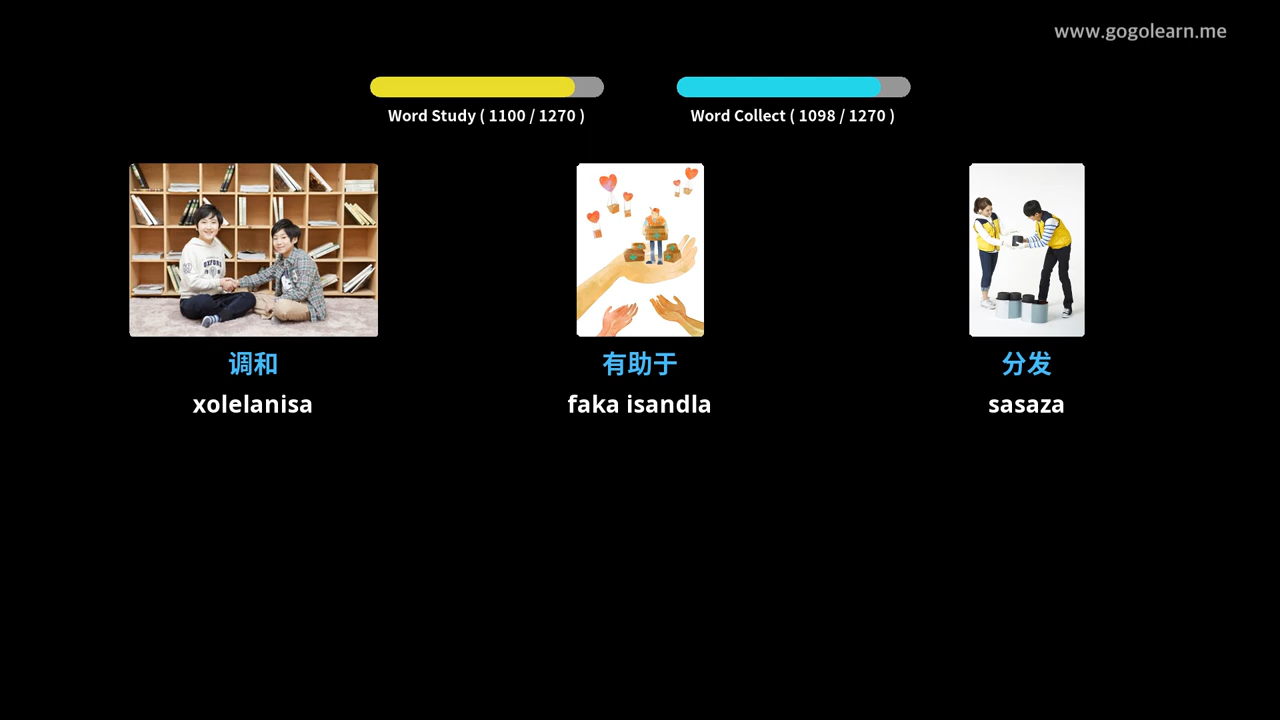 www.gogolearn.me
Word Study ( 1100 / 1270 )
Word Collect ( 1098 / 1270 )
调和
有助于
分发
xolelanisa
faka isandla
sasaza